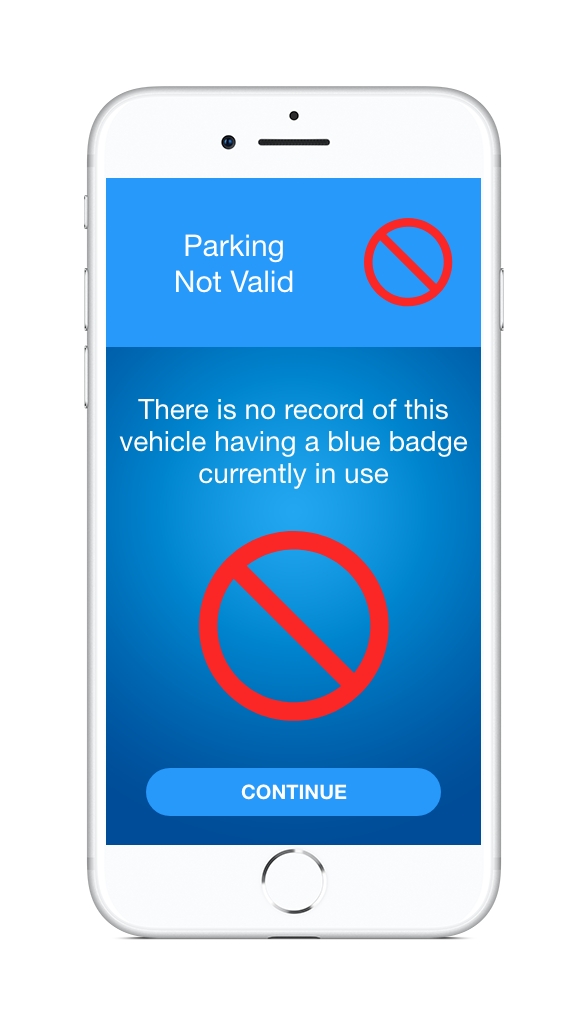 Parking
Not Valid
There is no record of this
vehicle having a blue badge
currently in use
CONTINUE